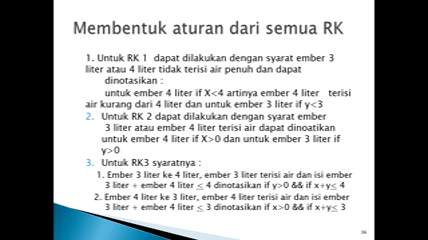 Membentuk aturan dari semua RK
1. Untuk RK 1 dapat dilakukan dengan syarat ember 3
liter atau 4 liter tidak terisi air penuh dan dapat
dinotasikan :
untuk ember 4 liter if X<4 artinya ember 4 liter terisi
air kurang dari 4 liter dan untuk ember 3 liter if y<3
2. Untuk RK 2 dapat dilakukan dengan syarat ember
3 liter atau ember 4 liter terisi air dapat dinoatikan
untuk ember 4 liter if X>0 dan untuk ember 3 liter if
y>0
3. Untuk RK3 syaratnya :
1. Ember 3 liter ke 4 liter, ember 3 liter terisi air dan isi ember
3 liter + ember 4 liter ≤ 4 dinotasikan if y>0 && if x+y≤ 4
2. Ember 4 liter ke 3 liter, ember 4 liter terisi air dan isi ember
3 liter + ember 4 liter ≤ 3 dinotasikan if x>0 && if x+y≤ 3
36